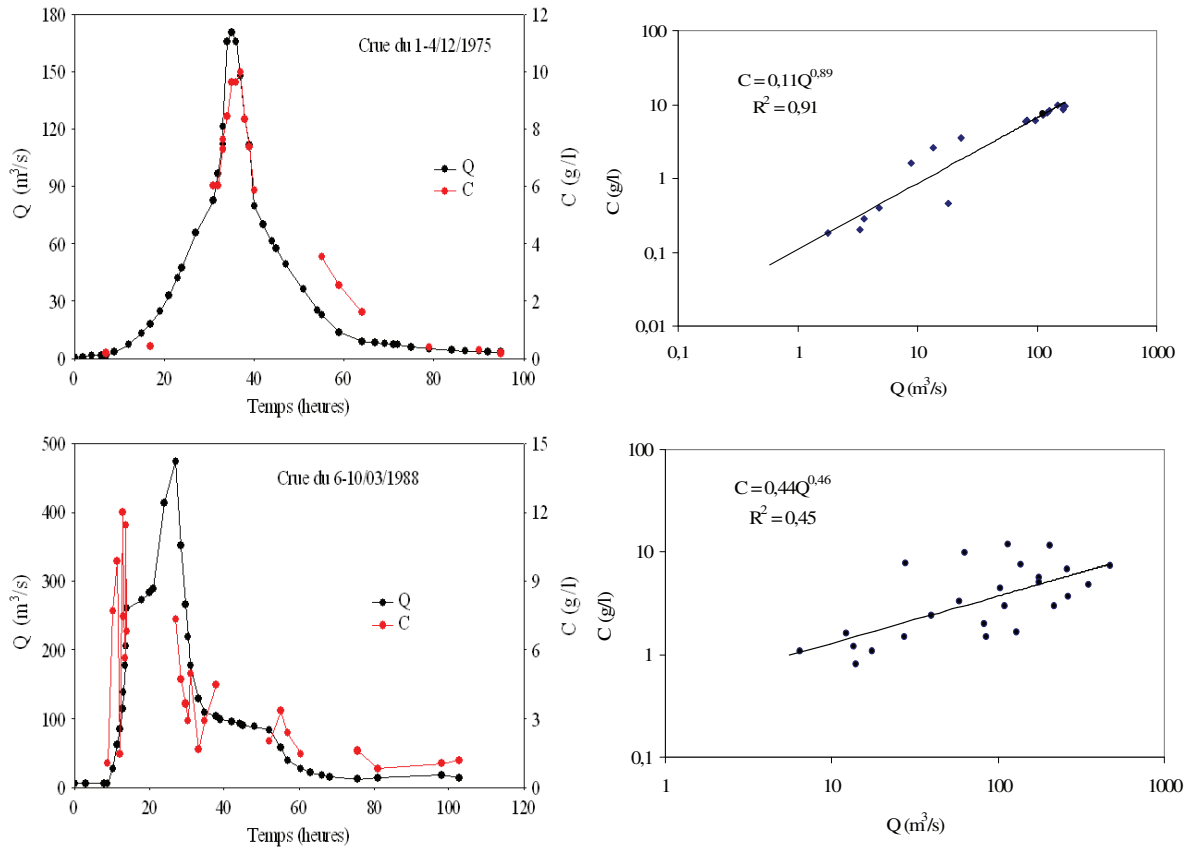 180
150
120
90
60
30
0
Q (m³/s)
12
10
8
6
4
2
0
C (g/l)
Crue du 1-4/12/1975
Q
C
0 20 40 60 80 100
Temps (heures)
100
10
1
0,1
0,01
C (g/l)
C = 0,11Q^0,89
R² = 0,91
0,1 1 10 100 1000
Q (m³/s)
500
400
300
200
100
0
Q (m³/s)
15
12
9
6
3
0
C (g/l)
Crue du 6-10/03/1988
Q
C
0 20 40 60 80 100 120
Temps (heures)
100
10
1
0,1
C (g/l)
C = 0,44Q^0,46
R² = 0,45
1 10 100 1000
Q (m³/s)